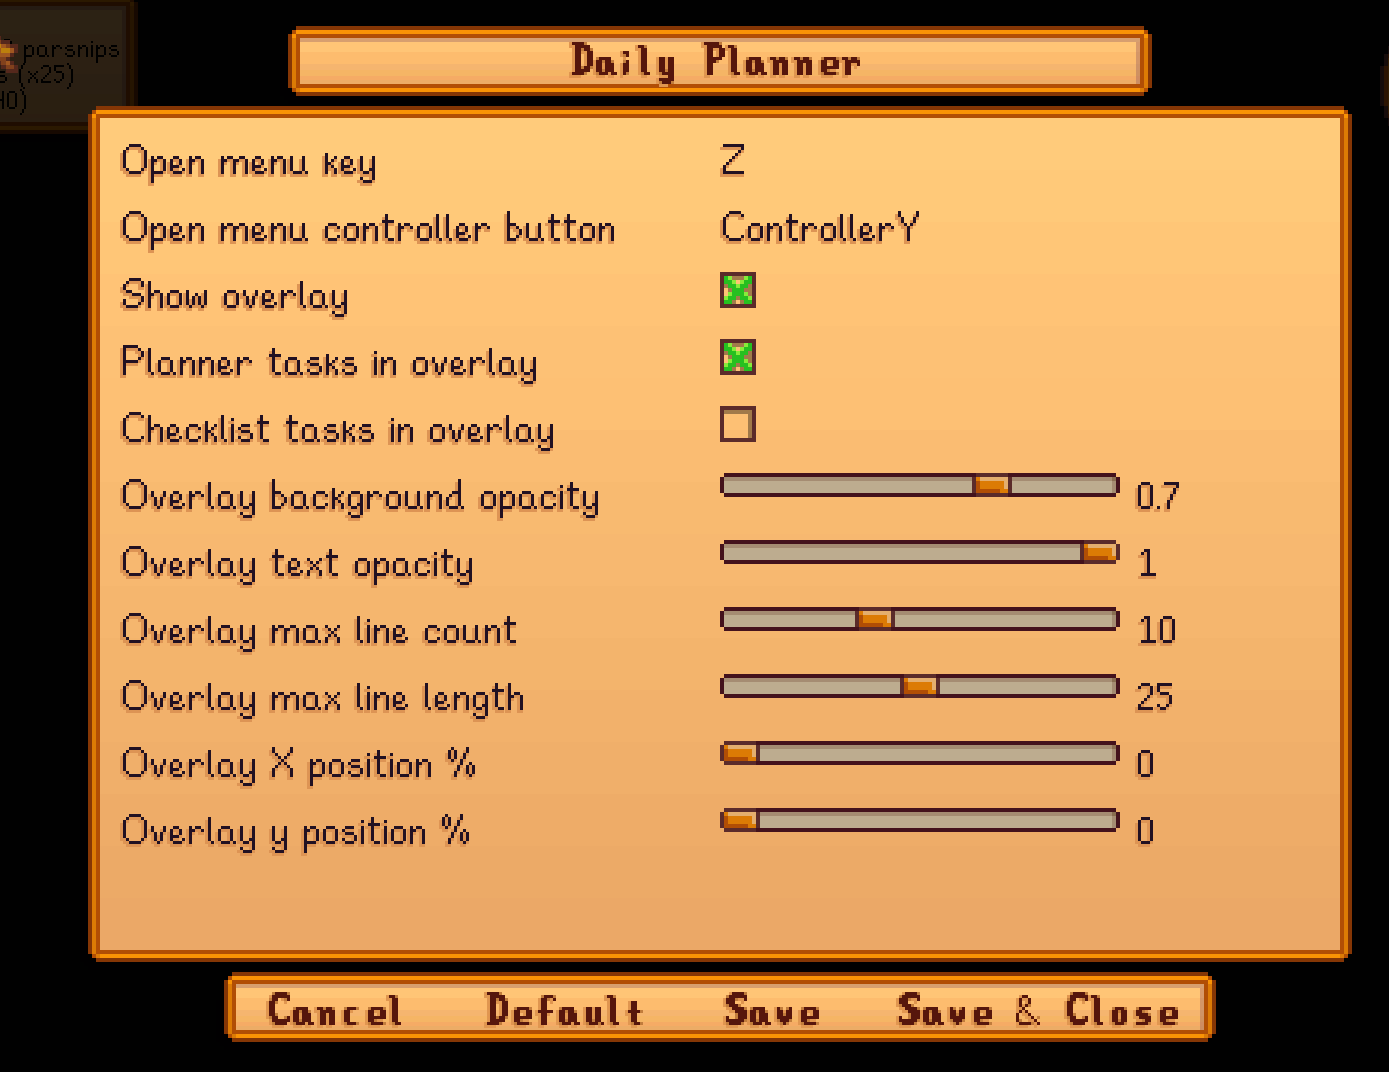 parsnips
(x25)
Daily Planner
Open menu key Z
Open menu controller button ControllerY
Show overlay
Planner tasks in overlay
Checklist tasks in overlay
Overlay background opacity 0.7
Overlay text opacity 1
Overlay max line count 10
Overlay max line length 25
Overlay X position % 0
Overlay y position % 0
Cancel Default Save Save & Close